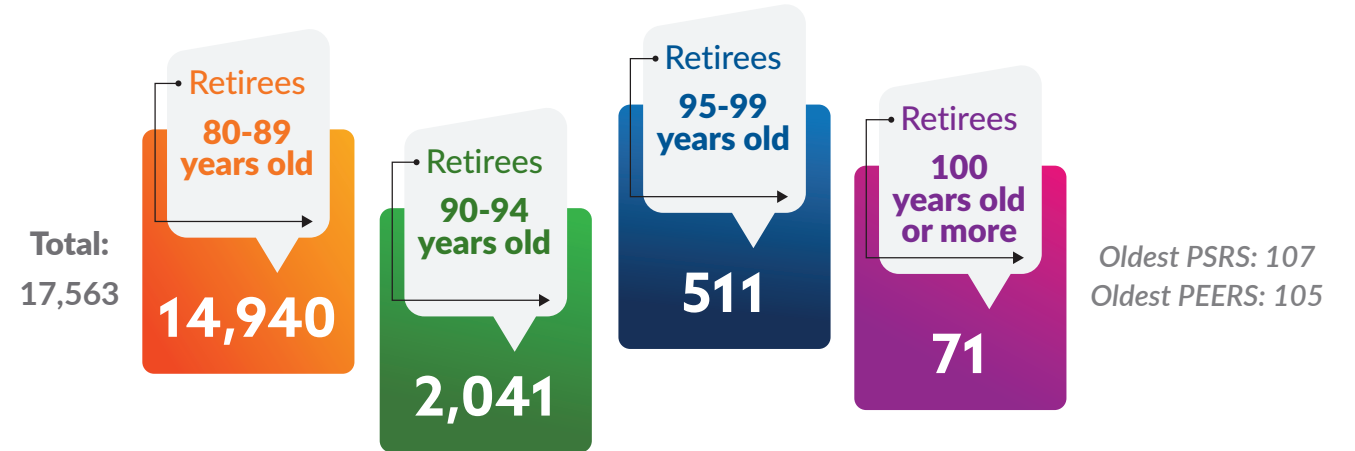 Total:
17,563
Retirees
80-89
years old
14,940
Retirees
90-94
years old
2,041
Retirees
95-99
years old
511
Retirees
100
years old
or more
71
Oldest PSRS: 107
Oldest PEERS: 105